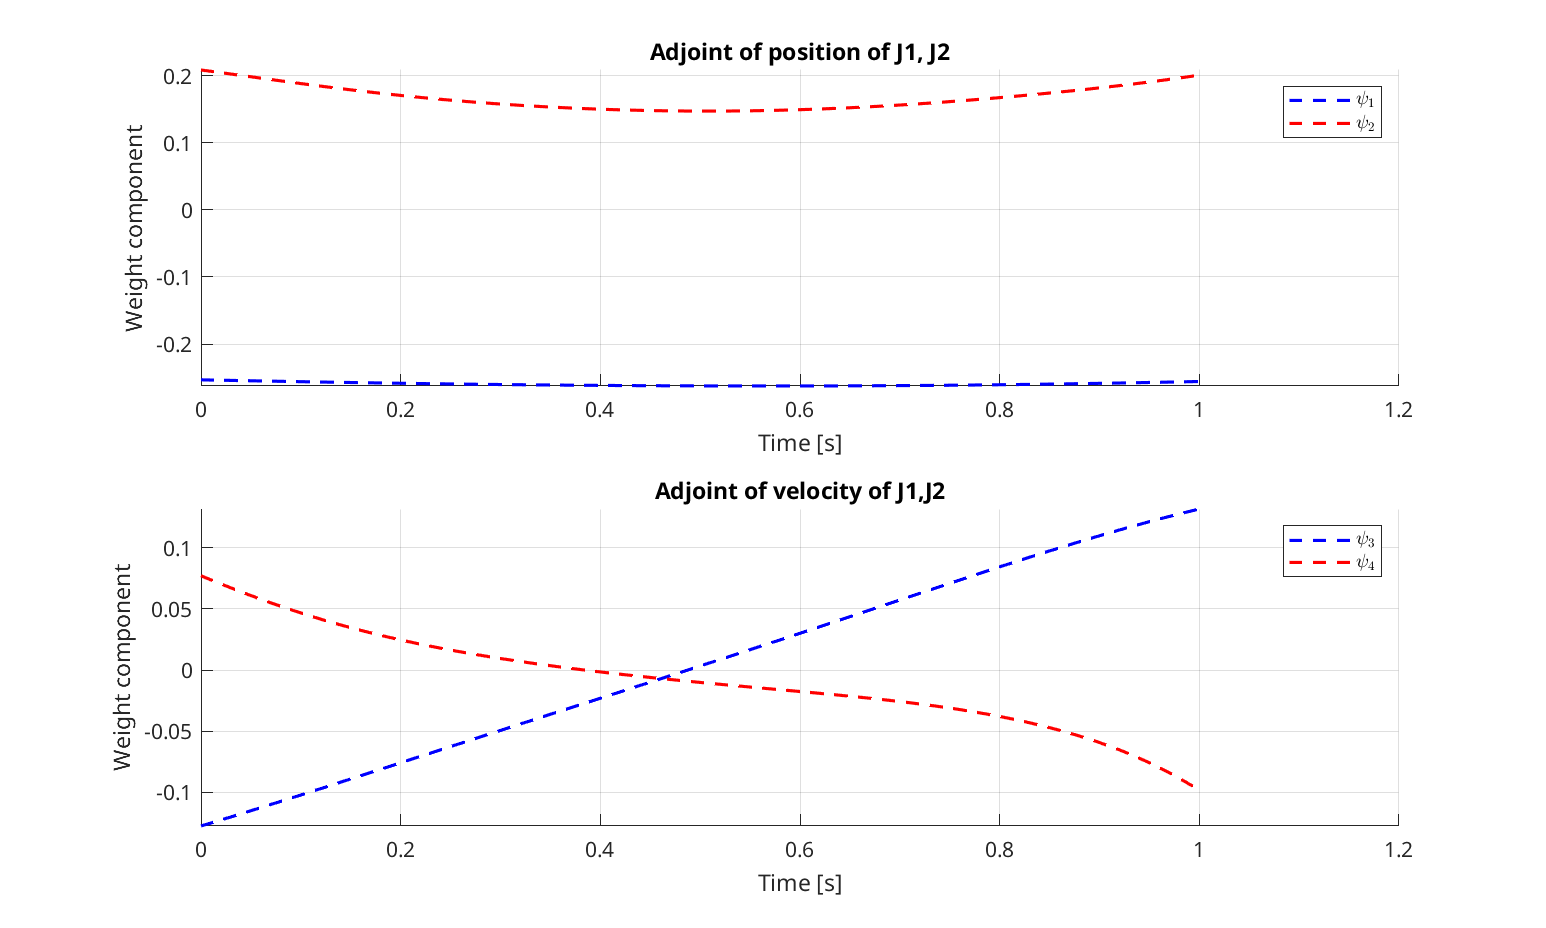 Adjoint of position of J1, J2
Weight component
0.2
0.1
0
-0.1
-0.2
ψ1
ψ2
0 0.2 0.4 0.6 0.8 1 1.2
Time [s]
Adjoint of velocity of J1,J2
Weight component
0.1
0.05
0
-0.05
-0.1
ψ3
ψ4
0 0.2 0.4 0.6 0.8 1 1.2
Time [s]